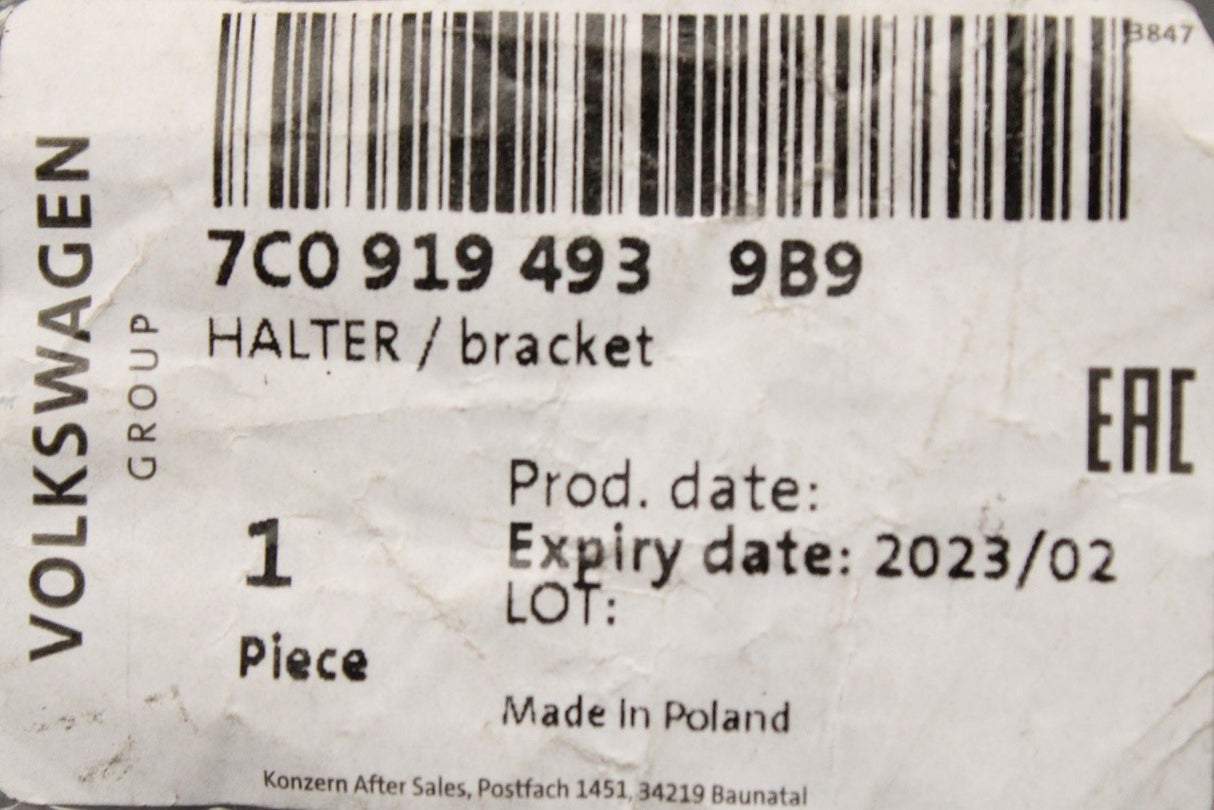 3847
7C0 919 493 9B9
HALTER / bracket
VOLKSWAGEN
GROUP
EAC
Prod. date:
Expiry date: 2023/02
LOT:
1
Piece
Made in Poland
Konzern After Sales, Postfach 1451, 34219 Baunatal